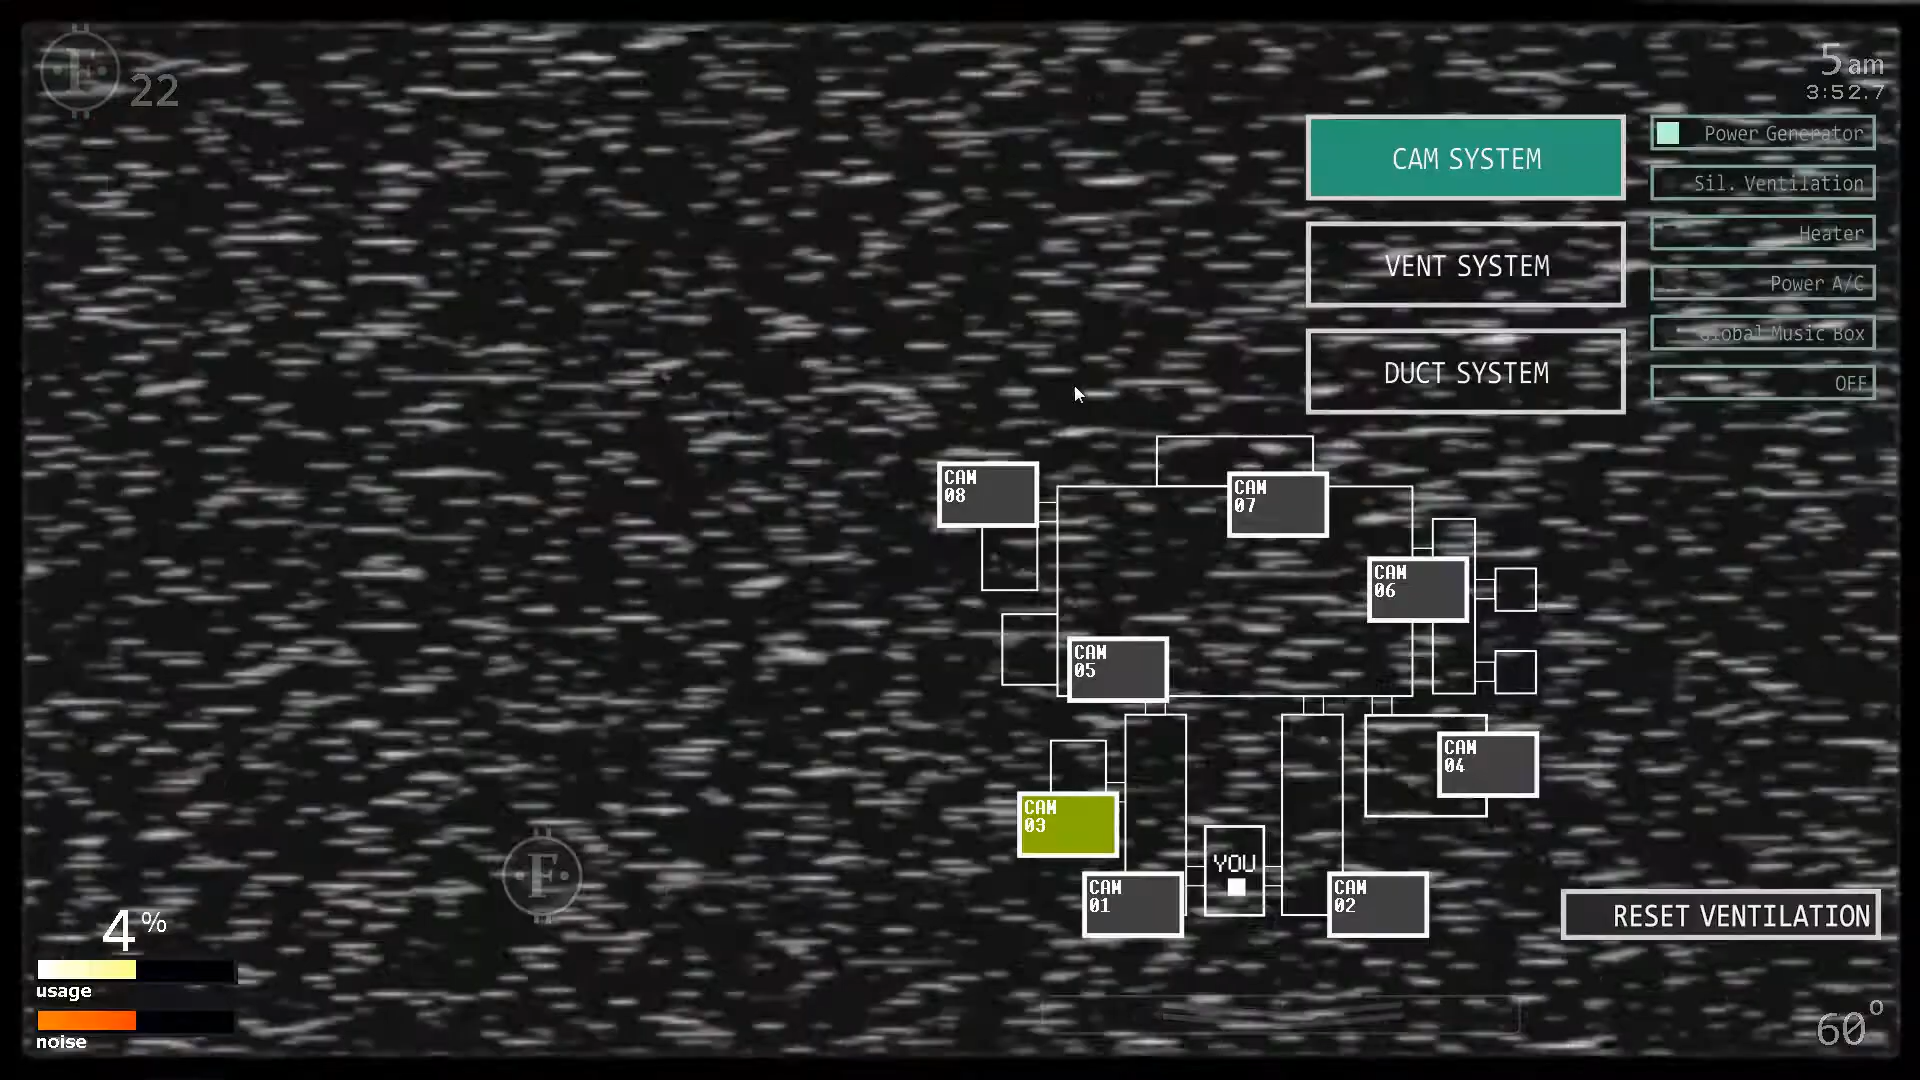 F 22
5 am
3:52.7
CAM SYSTEM
Power Generator
Sil. Ventilation
VENT SYSTEM
Heater
Power A/C
DUCT SYSTEM
Global Music Box
OFF
CAM
08
CAM
07
CAM
06
CAM
05
CAM
04
CAM
03
YOU
CAM
01
CAM
02
F
RESET VENTILATION
4 %
usage
noise
60°